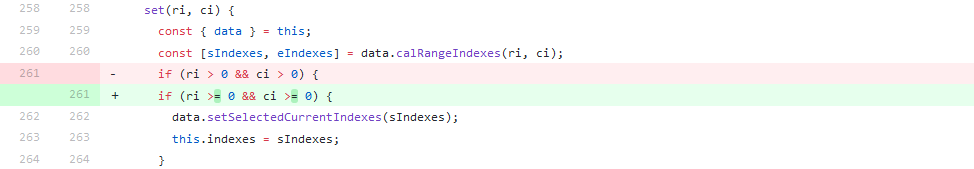 258 258 set(ri, ci) {
259 259 const { data } = this;
260 260 const [sIndexes, eIndexes] = data.calRangeIndexes(ri, ci);
261 - if (ri > 0 && ci > 0) {
261 + if (ri >= 0 && ci >= 0) {
262 262 data.setSelectedCurrentIndexes(sIndexes);
263 263 this.indexes = sIndexes;
264 264 }